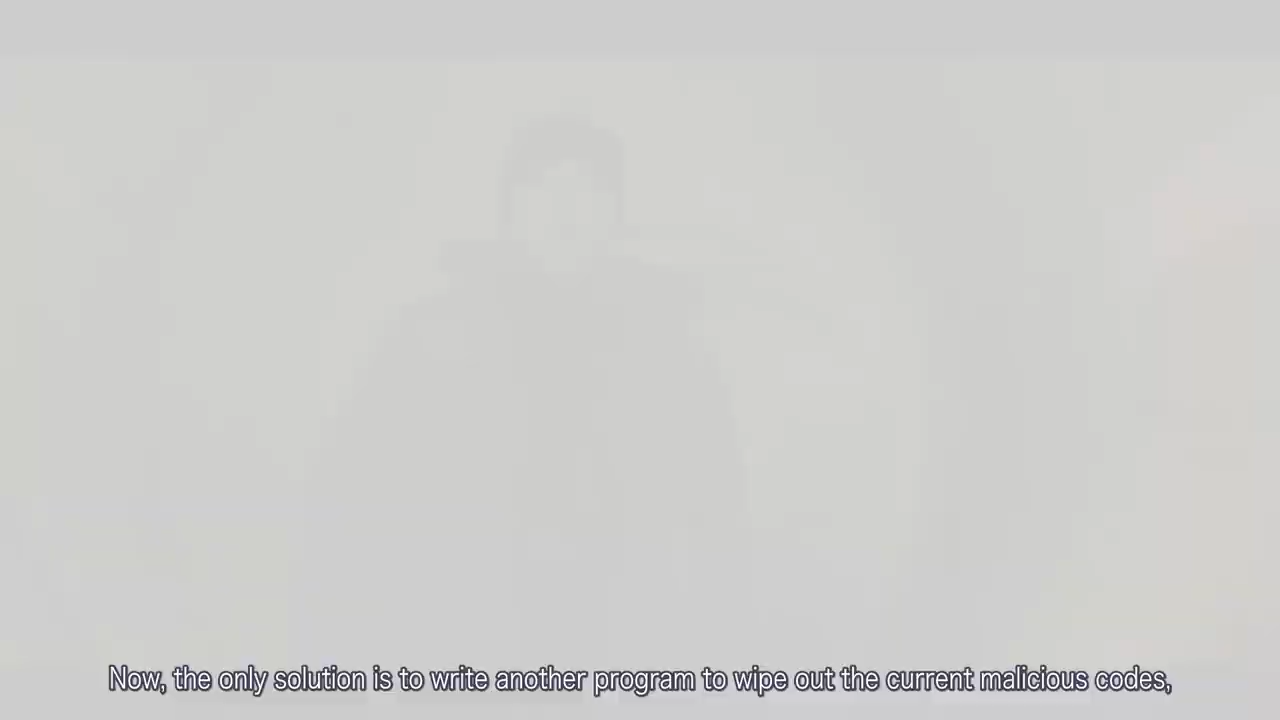 Now, the only solution is to write another program to wipe out the current malicious codes,